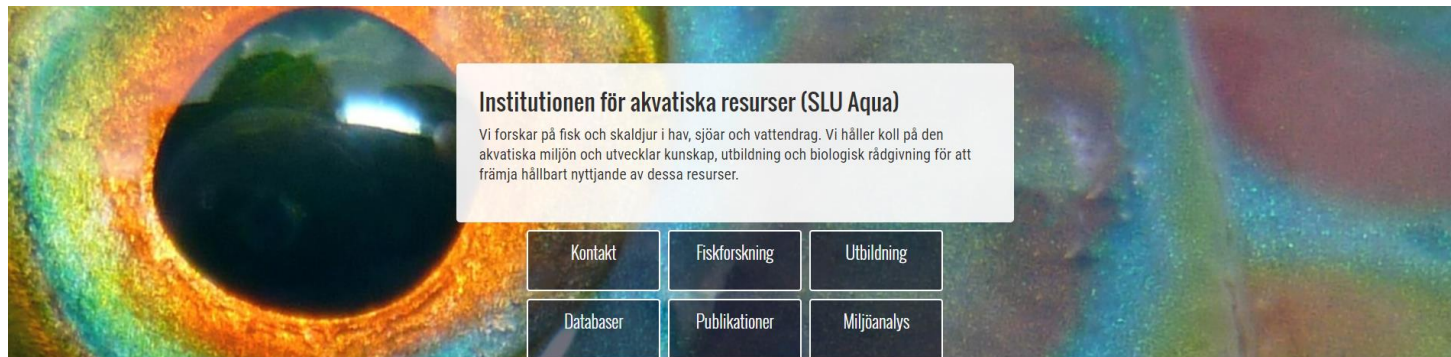 Institutionen för akvatiska resurser (SLU Aqua)
Vi forskar på fisk och skaldjur i hav, sjöar och vattendrag. Vi håller koll på den
akvatiska miljön och utvecklar kunskap, utbildning och biologisk rådgivning för att
främja hållbart nyttjande av dessa resurser.
Kontakt
Fiskforskning
Utbildning
Databaser
Publikationer
Miljöanalys